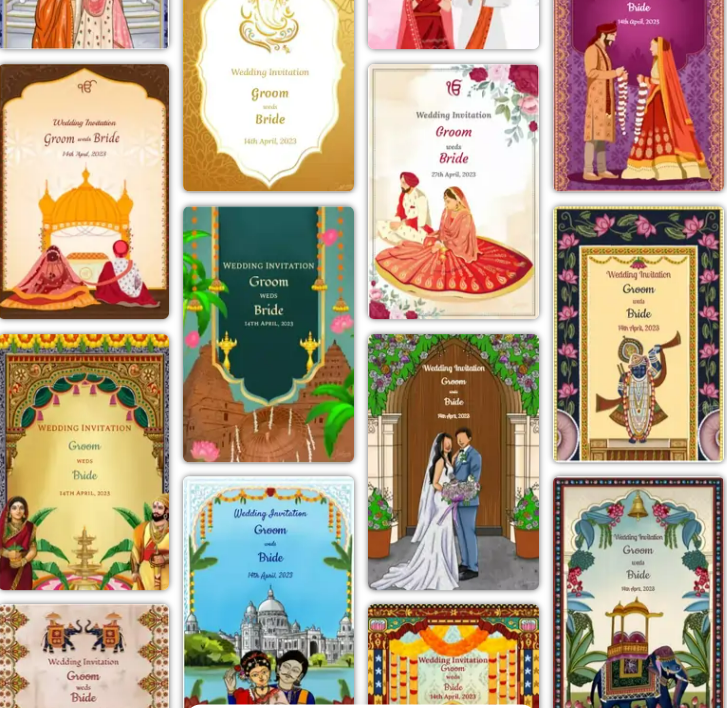 ੴ
Wedding Invitation
Groom weds Bride
14th April, 2023
WEDDING INVITATION
Groom
WEDS
Bride
14TH APRIL, 2023
Wedding Invitation
Groom
weds
Bride
Wedding Invitation
Groom
weds
Bride
14th April, 2023
WEDDING INVITATION
Groom
WEDS
Bride
14TH APRIL, 2023
Wedding Invitation
Groom
weds
Bride
14th April, 2023
ੴ
Wedding Invitation
Groom
weds
Bride
27th April, 2023
Wedding Invitation
Groom
weds
Bride
14th April, 2023
Wedding Invitation
Groom
weds
Bride
14th April, 2023
Bride
14th April, 2023
Wedding Invitation
Groom
weds
Bride
14th April, 2023
Wedding Invitation
Groom
weds
Bride
14th April, 2023